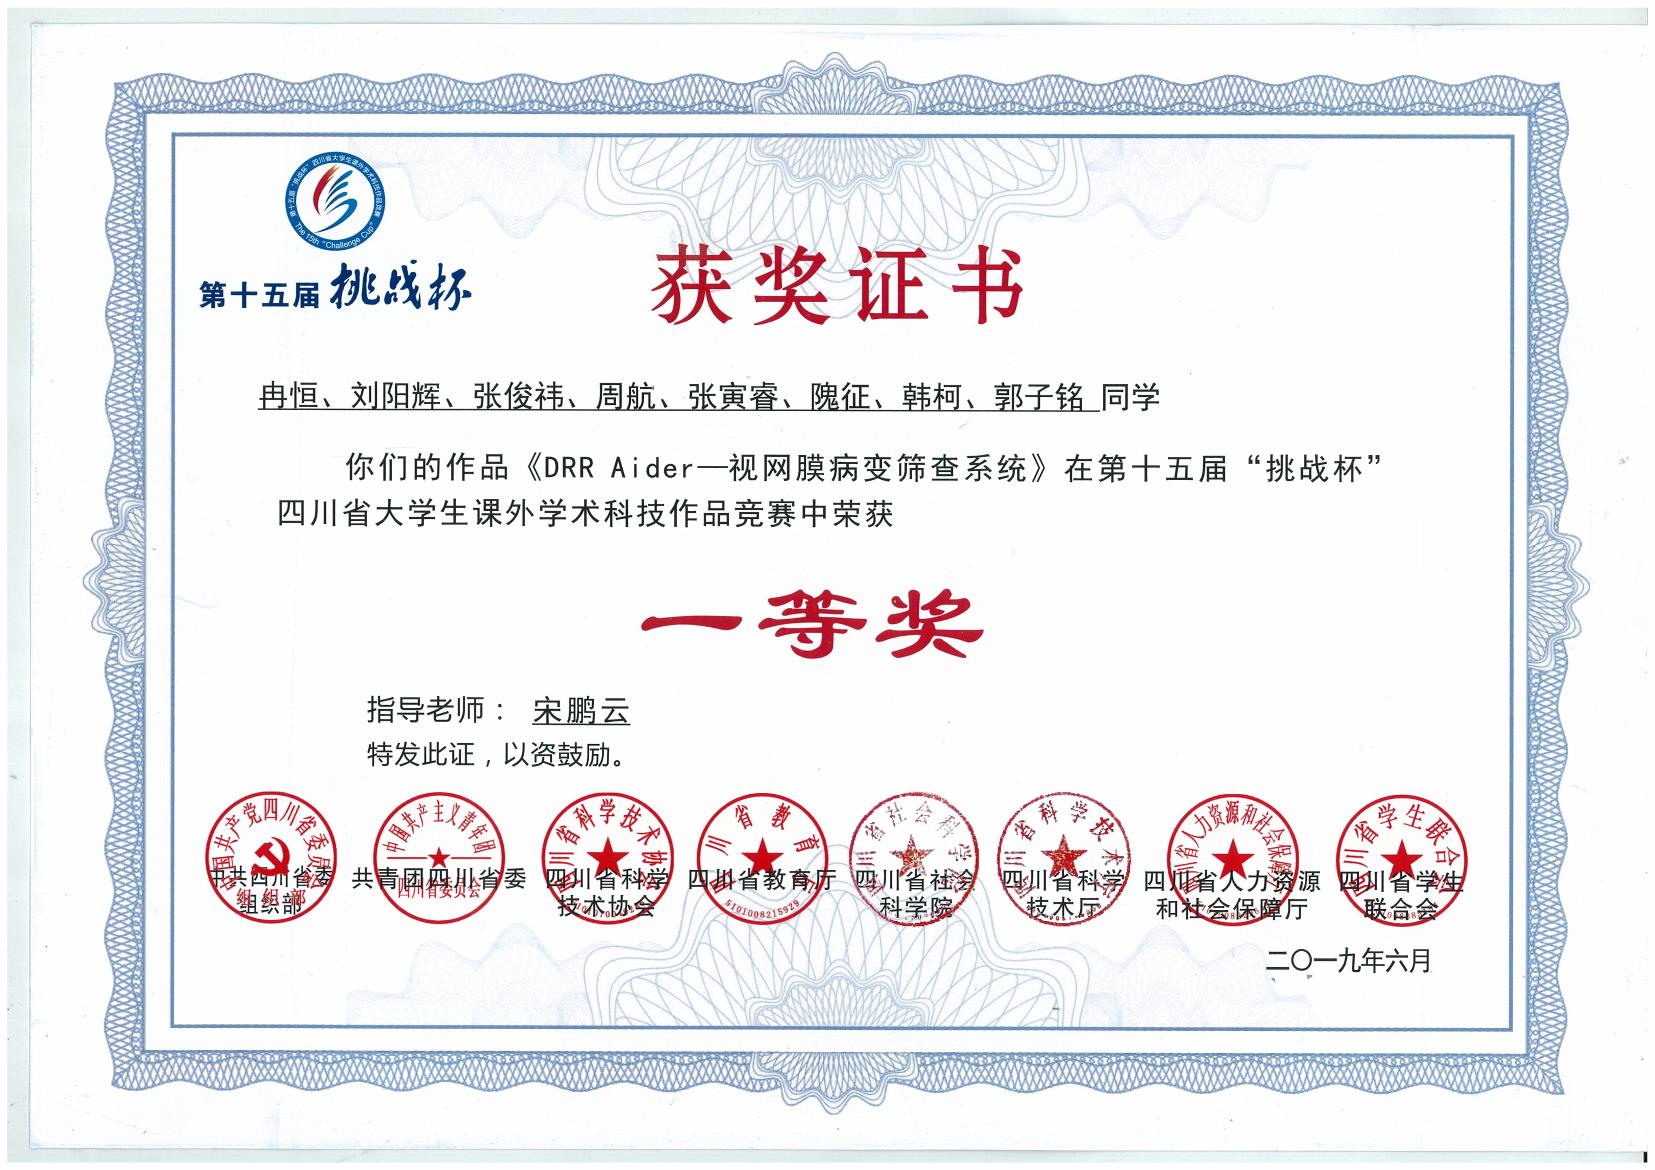 第十五届“挑战杯”四川省大学生课外学术科技作品竞赛
The 15th “Challenge Cup”
第十五届 挑战杯
获奖证书
冉恒、刘阳辉、张俊祎、周航、张寅睿、隗征、韩柯、郭子铭 同学
你们的作品《DRR Aider—视网膜病变筛查系统》在第十五届“挑战杯”
四川省大学生课外学术科技作品竞赛中荣获
一等奖
指导老师： 宋鹏云
特发此证，以资鼓励。
中国共产党四川省委员会
组织部
中国共产主义青年团
四川省委员会
四川省科学技术协会
四川省教育厅
5101008215929
四川省社会科学院
四川省科学技术厅
四川省人力资源和社会保障厅
四川省学生联合会
中共四川省委 共青团四川省委 四川省科学 四川省教育厅 四川省社会 四川省科学 四川省人力资源 四川省学生
组织部 技术协会 科学院 技术厅 和社会保障厅 联合会
二〇一九年六月